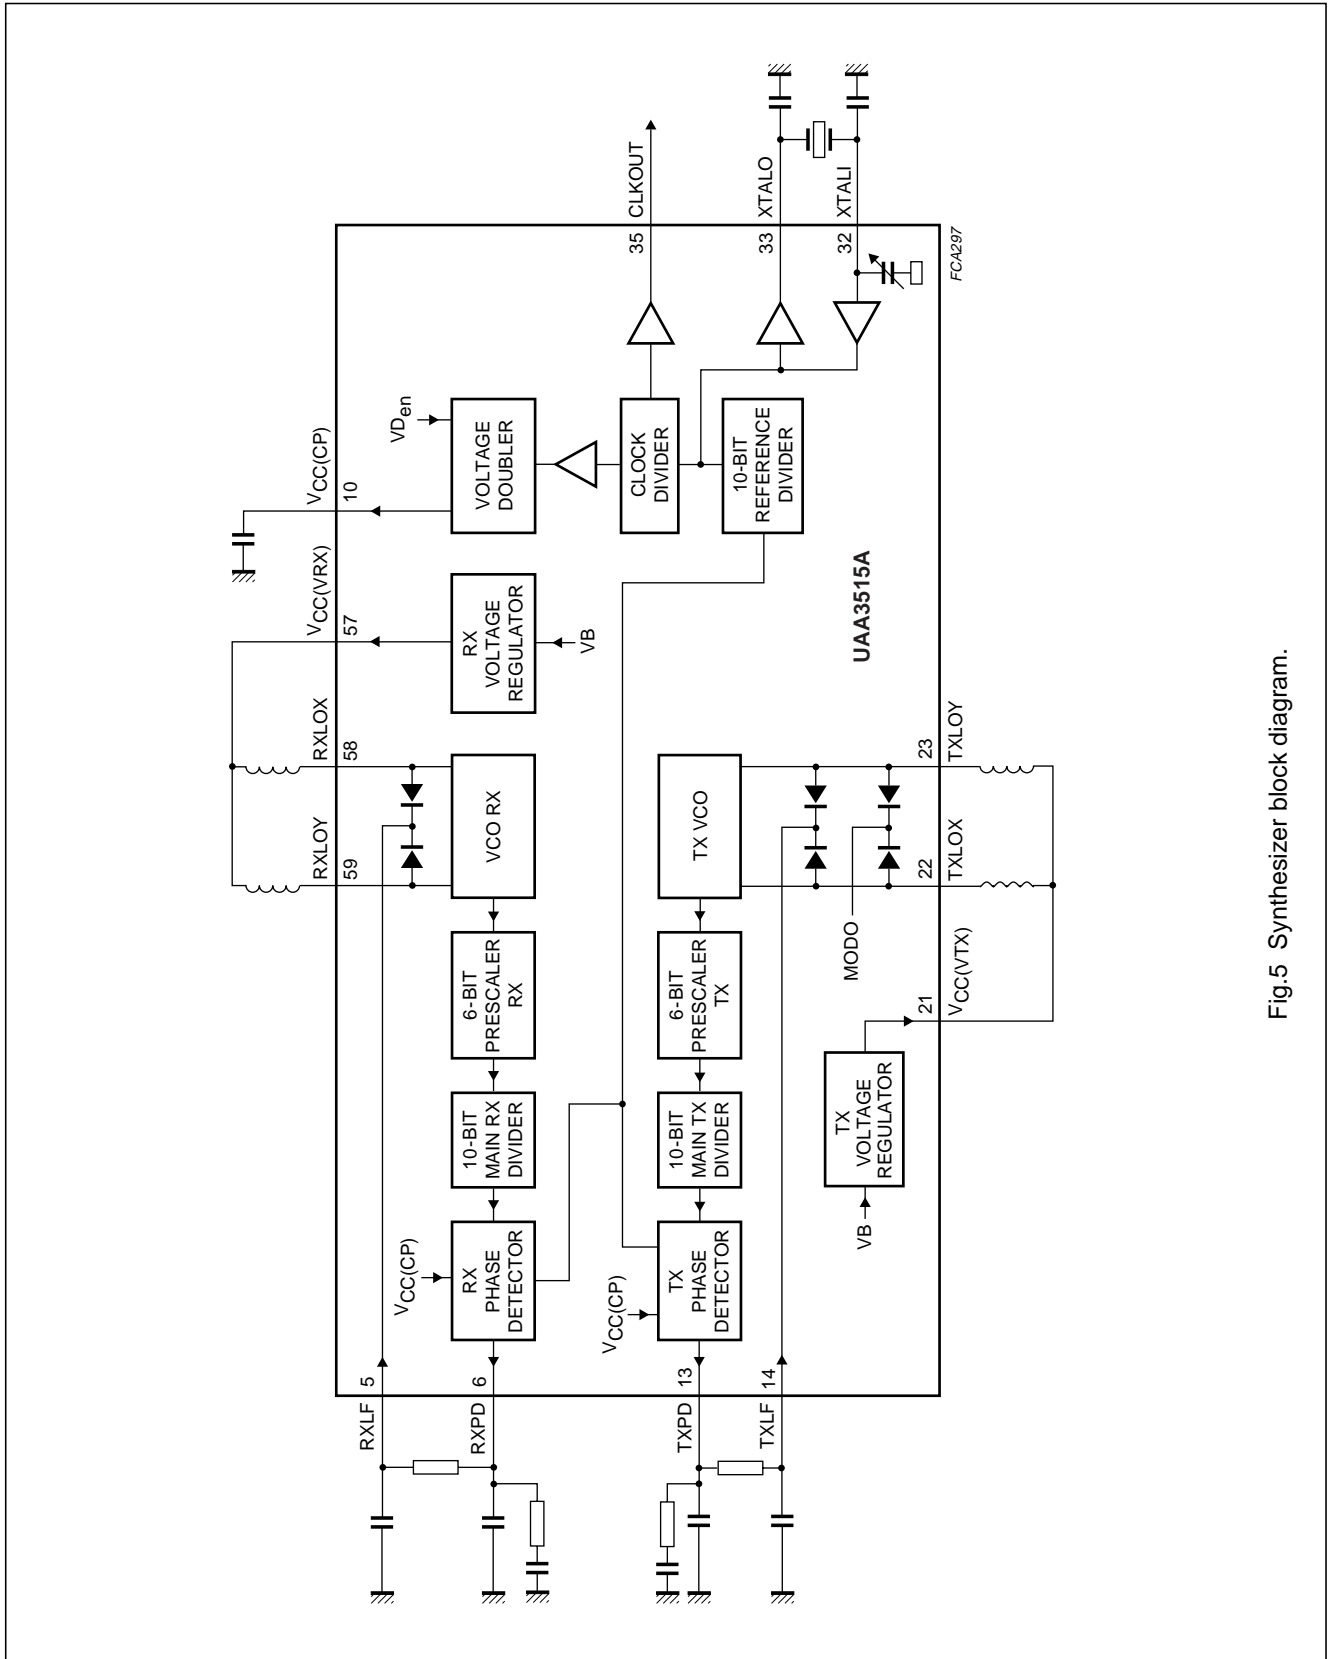 RXLF
5
RXPD
6
TXPD
13
TXLF
14
VCC(CP)
RX
PHASE
DETECTOR
VCC(CP)
TX
PHASE
DETECTOR
10-BIT
MAIN RX
DIVIDER
10-BIT
MAIN TX
DIVIDER
VB
TX
VOLTAGE
REGULATOR
6-BIT
PRESCALER
RX
6-BIT
PRESCALER
TX
MODO
21
VCC(VTX)
RXLOY
59
RXLOX
58
VCO RX
TX VCO
22
TXLOX
23
TXLOY
VCC(VRX)
57
RX
VOLTAGE
REGULATOR
VB
UAA3515A
VCC(CP)
10
VDen
VOLTAGE
DOUBLER
CLOCK
DIVIDER
10-BIT
REFERENCE
DIVIDER
35
CLKOUT
33
XTALO
32
XTALI
FCA297
Fig.5 Synthesizer block diagram.